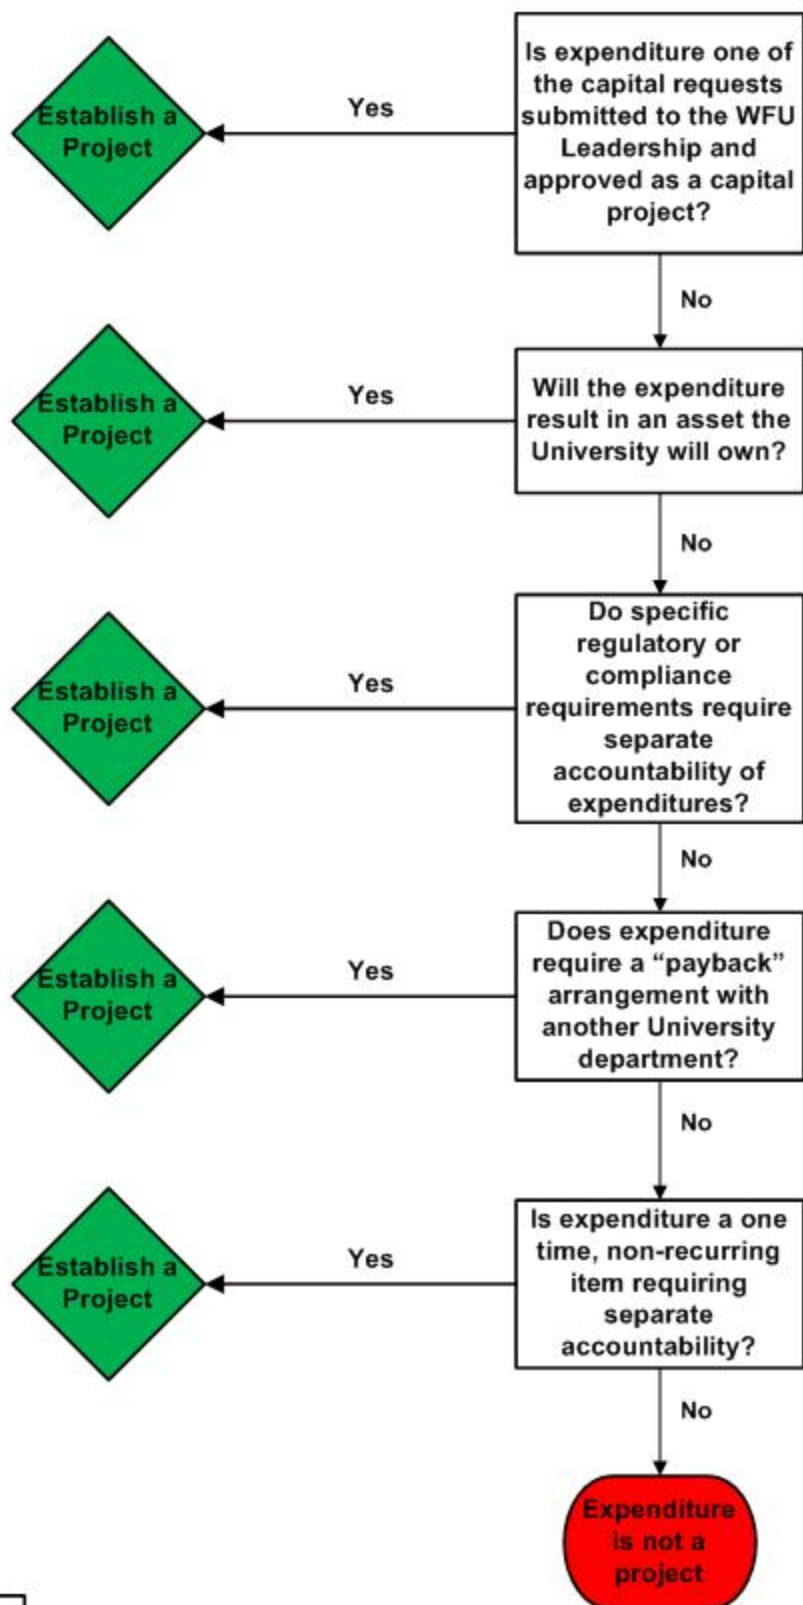 Is expenditure one of
the capital requests
submitted to the WFU
Leadership and
approved as a capital
project?
Yes
Establish a
Project
No
Will the expenditure
result in an asset the
University will own?
Yes
Establish a
Project
No
Do specific
regulatory or
compliance
requirements require
separate
accountability of
expenditures?
Yes
Establish a
Project
No
Does expenditure
require a “payback”
arrangement with
another University
department?
Yes
Establish a
Project
No
Is expenditure a one
time, non-recurring
item requiring
separate
accountability?
Yes
Establish a
Project
No
Expenditure
is not a
project